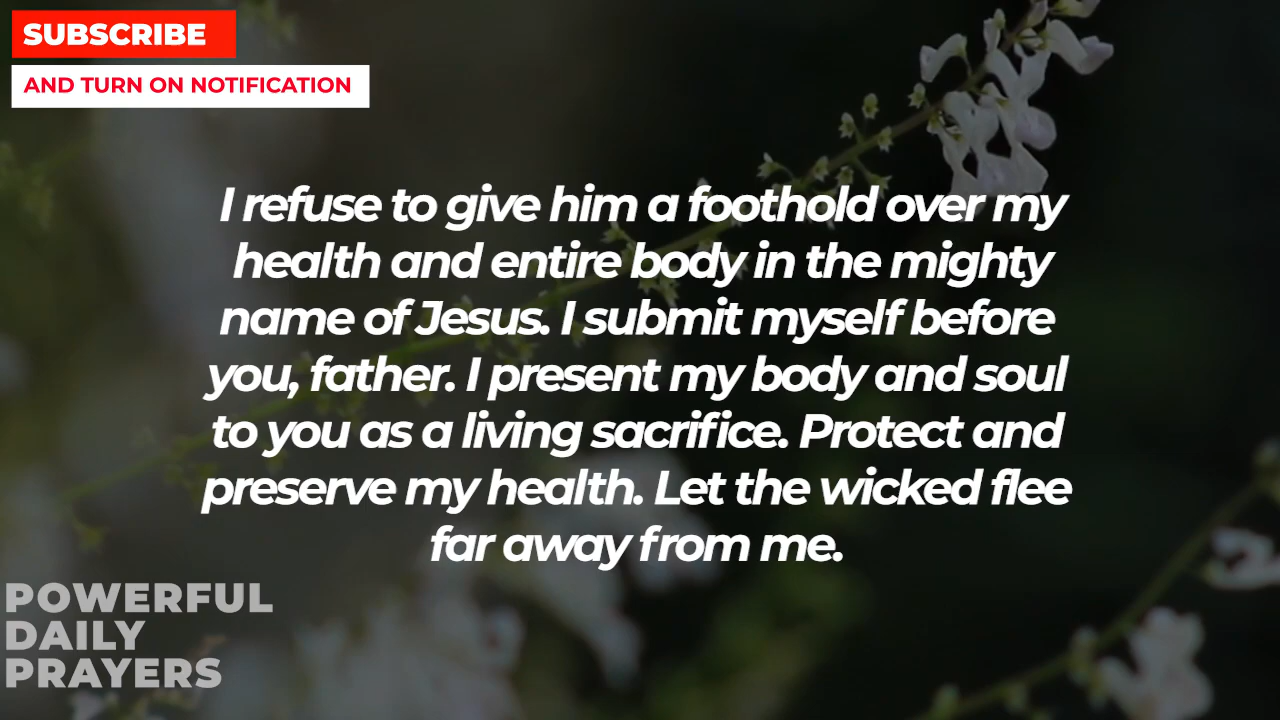 SUBSCRIBE
AND TURN ON NOTIFICATION
I refuse to give him a foothold over my
health and entire body in the mighty
name of Jesus. I submit myself before
you, father. I present my body and soul
to you as a living sacrifice. Protect and
preserve my health. Let the wicked flee
far away from me.
POWERFUL
DAILY
PRAYERS